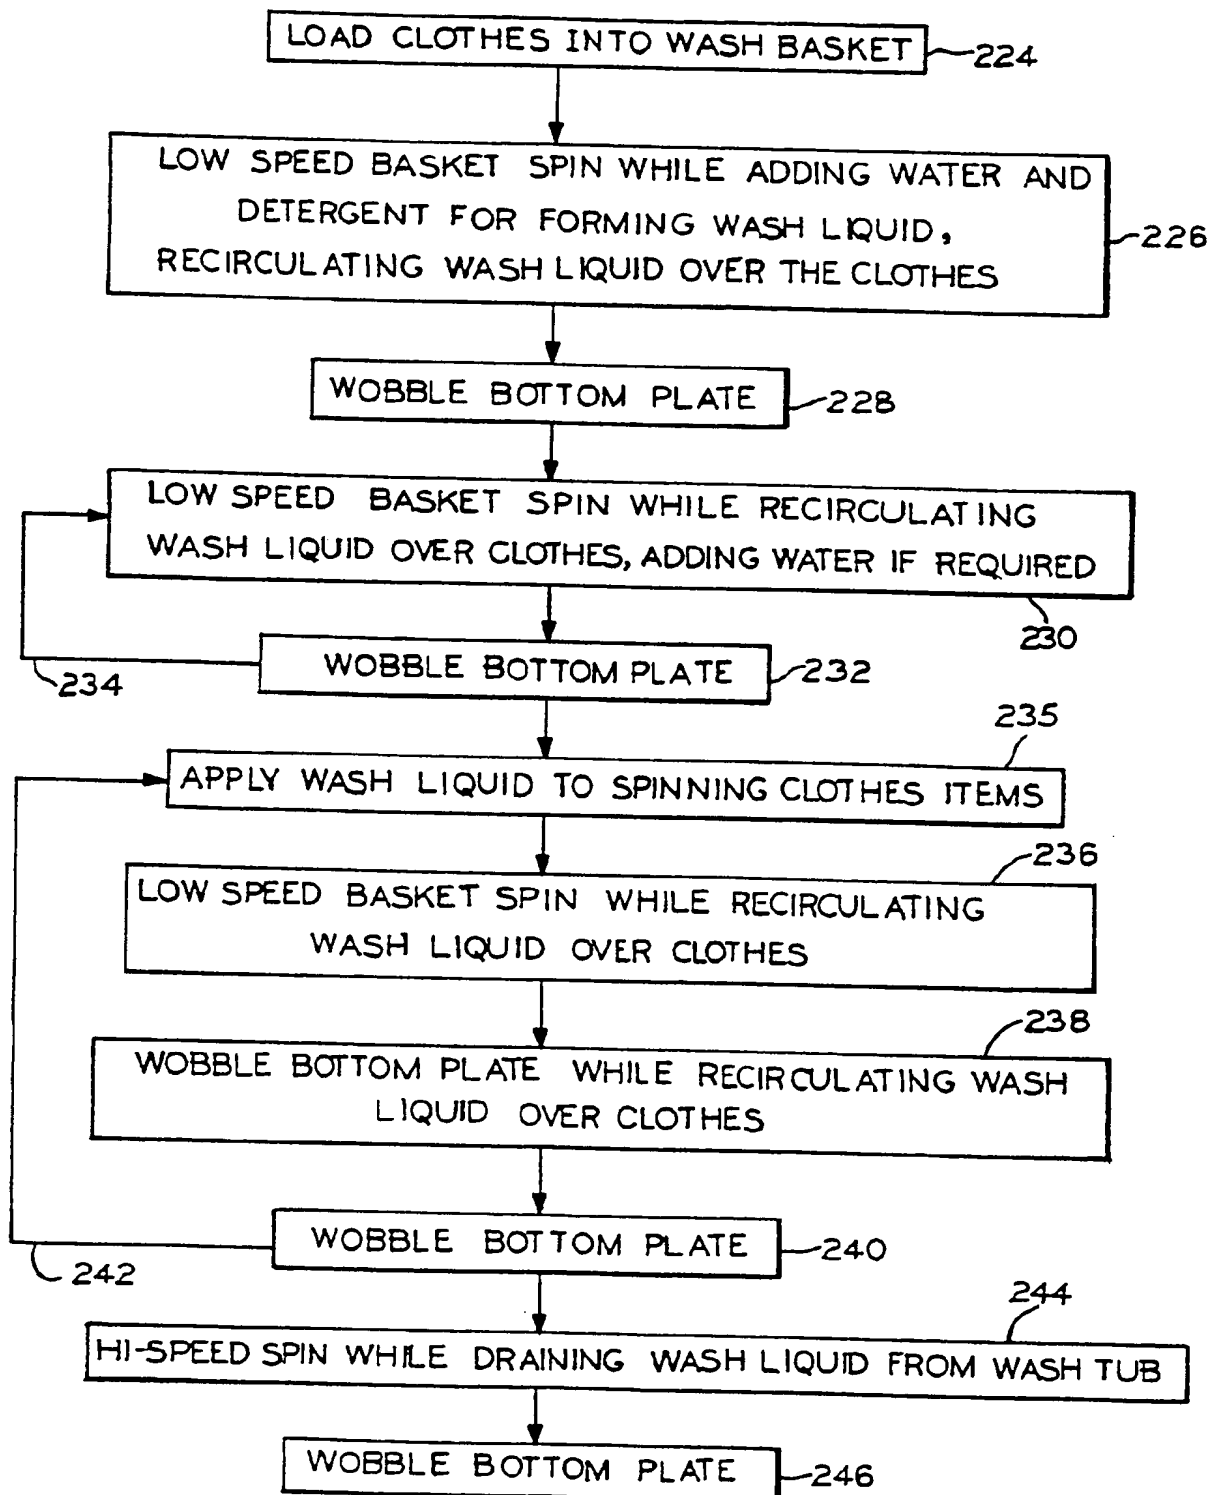 LOAD CLOTHES INTO WASH BASKET
224
LOW SPEED BASKET SPIN WHILE ADDING WATER AND
DETERGENT FOR FORMING WASH LIQUID,
RECIRCULATING WASH LIQUID OVER THE CLOTHES
226
WOBBLE BOTTOM PLATE
228
LOW SPEED BASKET SPIN WHILE RECIRCULATING
WASH LIQUID OVER CLOTHES, ADDING WATER IF REQUIRED
230
WOBBLE BOTTOM PLATE
232
234
235
APPLY WASH LIQUID TO SPINNING CLOTHES ITEMS
236
LOW SPEED BASKET SPIN WHILE RECIRCULATING
WASH LIQUID OVER CLOTHES
238
WOBBLE BOTTOM PLATE WHILE RECIRCULATING WASH
LIQUID OVER CLOTHES
WOBBLE BOTTOM PLATE
240
242
244
HI-SPEED SPIN WHILE DRAINING WASH LIQUID FROM WASH TUB
WOBBLE BOTTOM PLATE
246